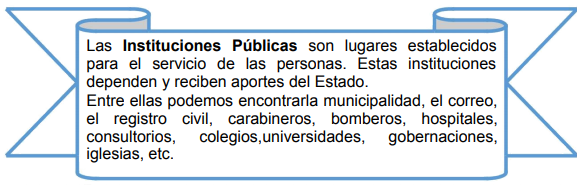 Las Instituciones Públicas son lugares establecidos
para el servicio de las personas. Estas instituciones
dependen y reciben aportes del Estado.
Entre ellas podemos encontrarla municipalidad, el correo,
el registro civil, carabineros, bomberos, hospitales,
consultorios, colegios,universidades, gobernaciones,
iglesias, etc.